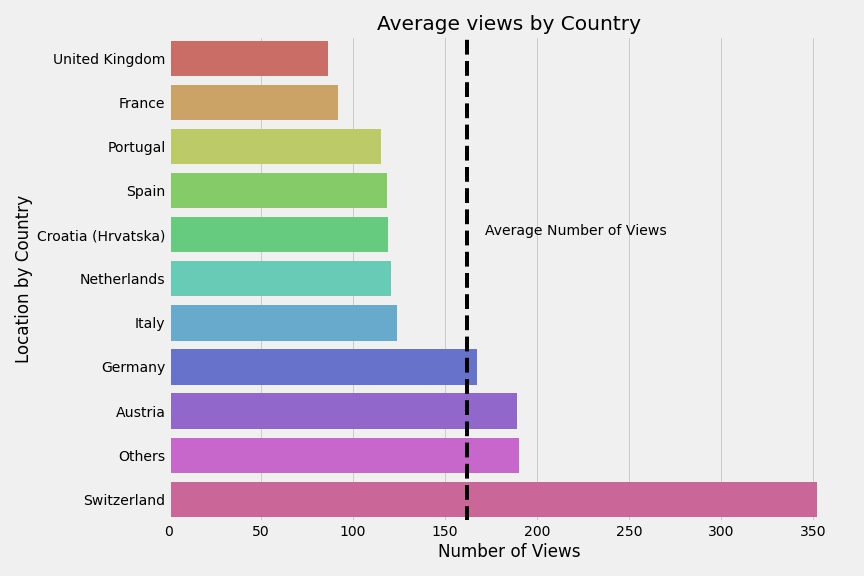 Average views by Country
Location by Country
United Kingdom
France
Portugal
Spain
Croatia (Hrvatska)
Average Number of Views
Netherlands
Italy
Germany
Austria
Others
Switzerland
0 50 100 150 200 250 300 350
Number of Views